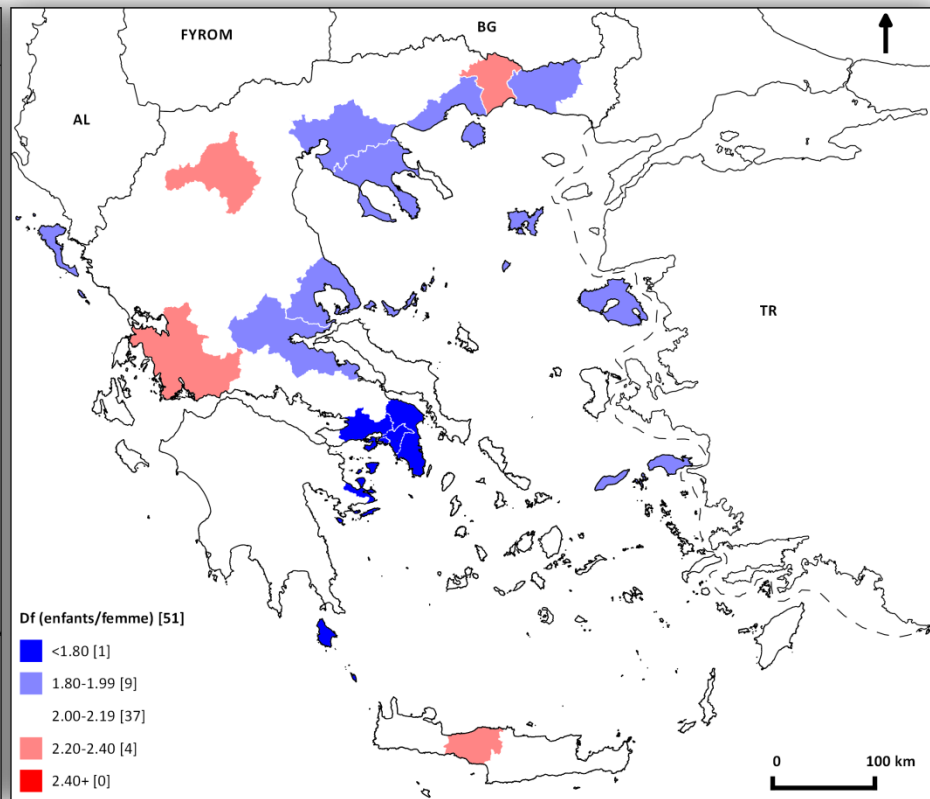 FYROM
BG
AL
TR
Df (enfants/femme) [51]
<1.80 [1]
1.80-1.99 [9]
2.00-2.19 [37]
2.20-2.40 [4]
2.40+ [0]
0 100 km